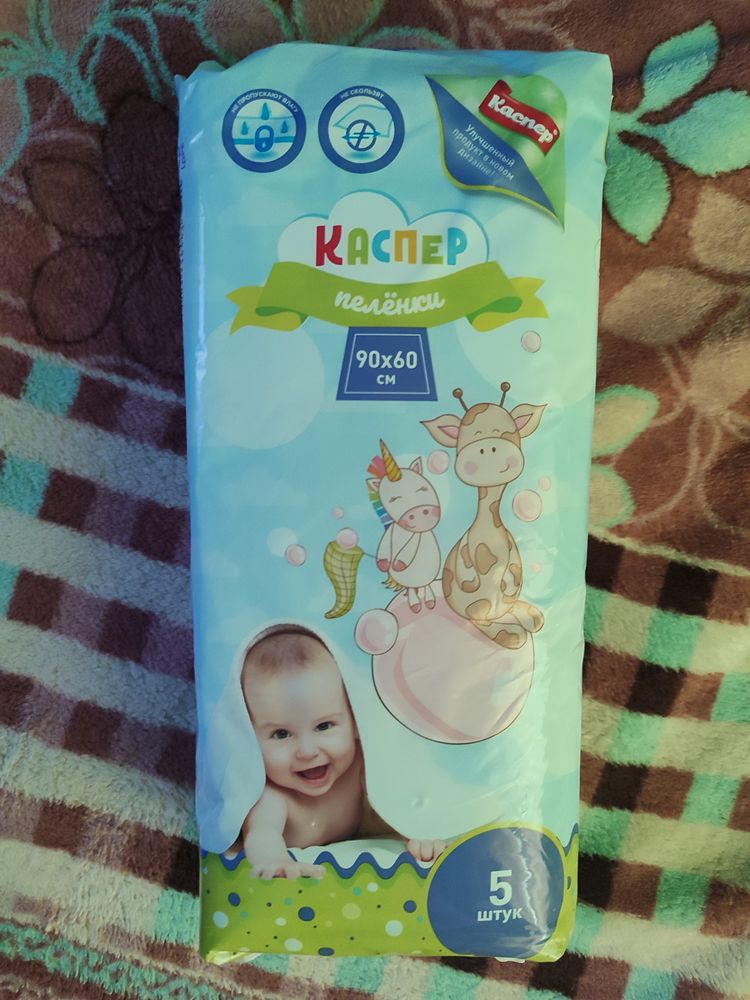 НЕ ПРОПУСКАЮТ ВЛАГУ
НЕ СКОЛЬЗЯТ
Каспер®
Улучшенный
продукт в новом
дизайне!
КАСПЕР
пелёнки
90x60
см
5
штук